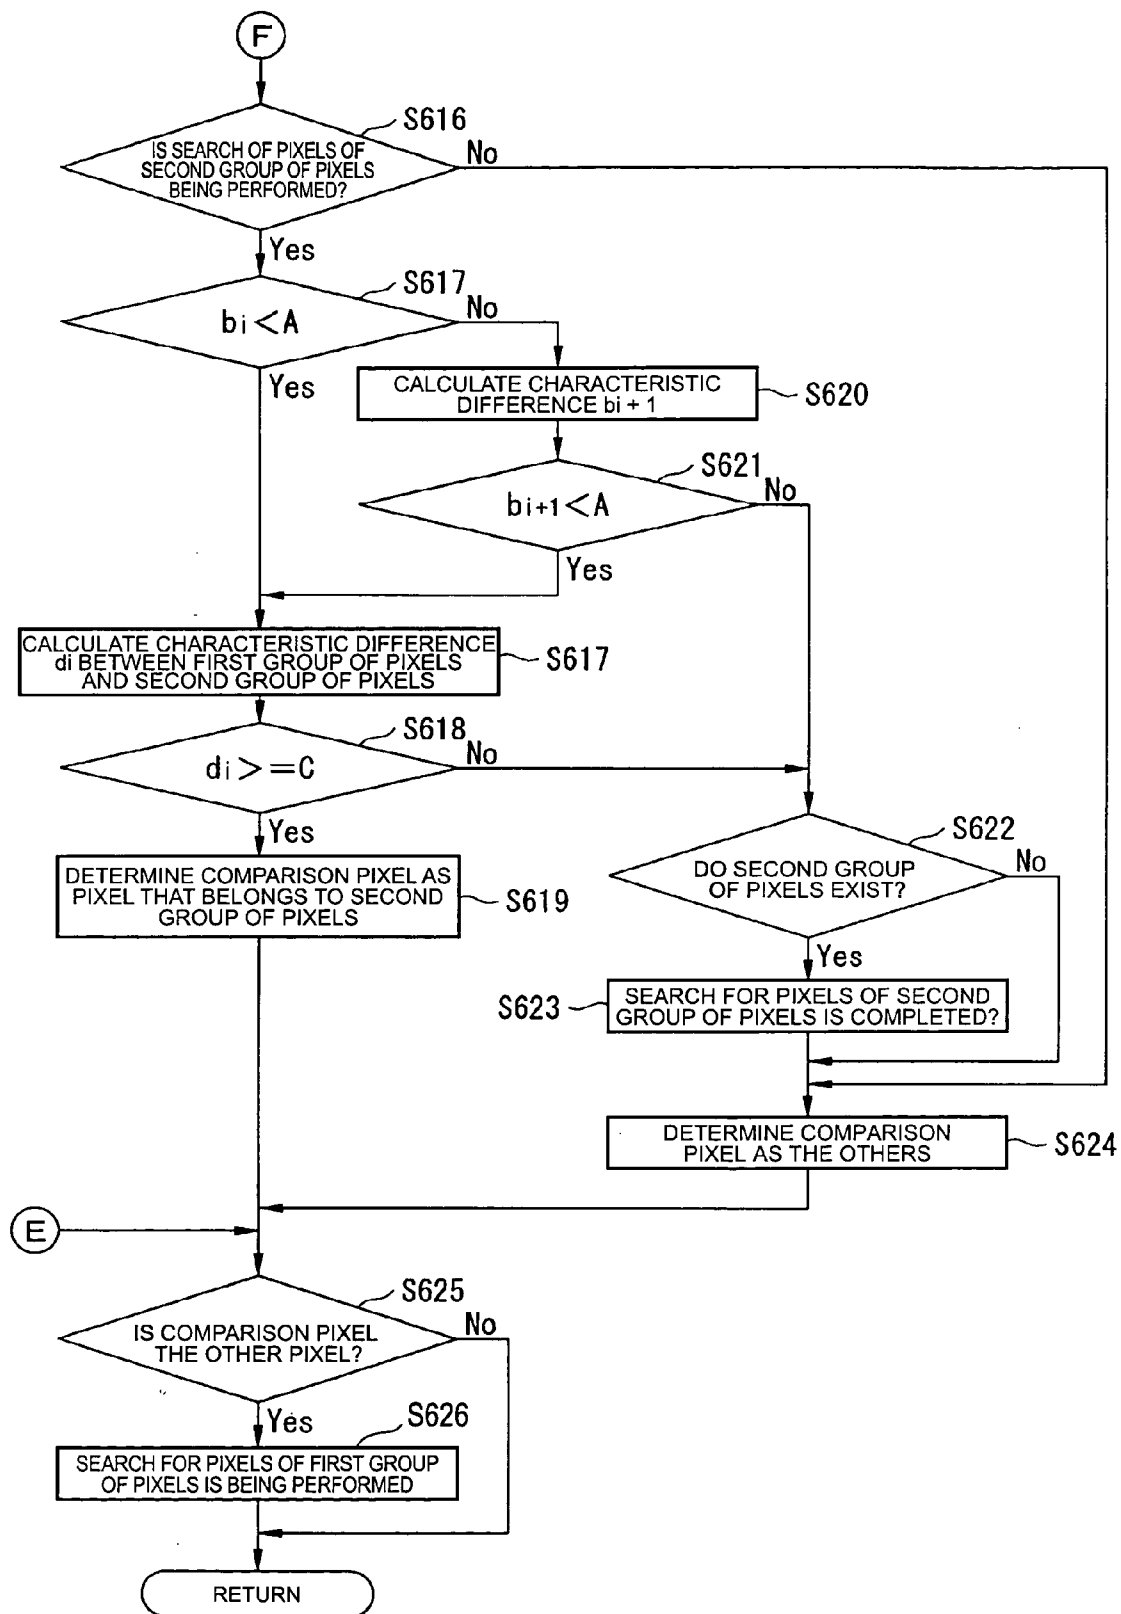 F
S616
IS SEARCH OF PIXELS OF
SECOND GROUP OF PIXELS
BEING PERFORMED?
No
Yes
S617
bi<A
No
Yes
CALCULATE CHARACTERISTIC
DIFFERENCE bi + 1
S620
S621
bi+1<A
No
Yes
CALCULATE CHARACTERISTIC DIFFERENCE
di BETWEEN FIRST GROUP OF PIXELS
AND SECOND GROUP OF PIXELS
S617
S618
di>=C
No
Yes
S622
DO SECOND GROUP
OF PIXELS EXIST?
No
Yes
DETERMINE COMPARISON PIXEL AS
PIXEL THAT BELONGS TO SECOND
GROUP OF PIXELS
S619
S623
SEARCH FOR PIXELS OF SECOND
GROUP OF PIXELS IS COMPLETED?
DETERMINE COMPARISON
PIXEL AS THE OTHERS
S624
E
S625
IS COMPARISON PIXEL
THE OTHER PIXEL?
No
Yes
S626
SEARCH FOR PIXELS OF FIRST GROUP
OF PIXELS IS BEING PERFORMED
RETURN